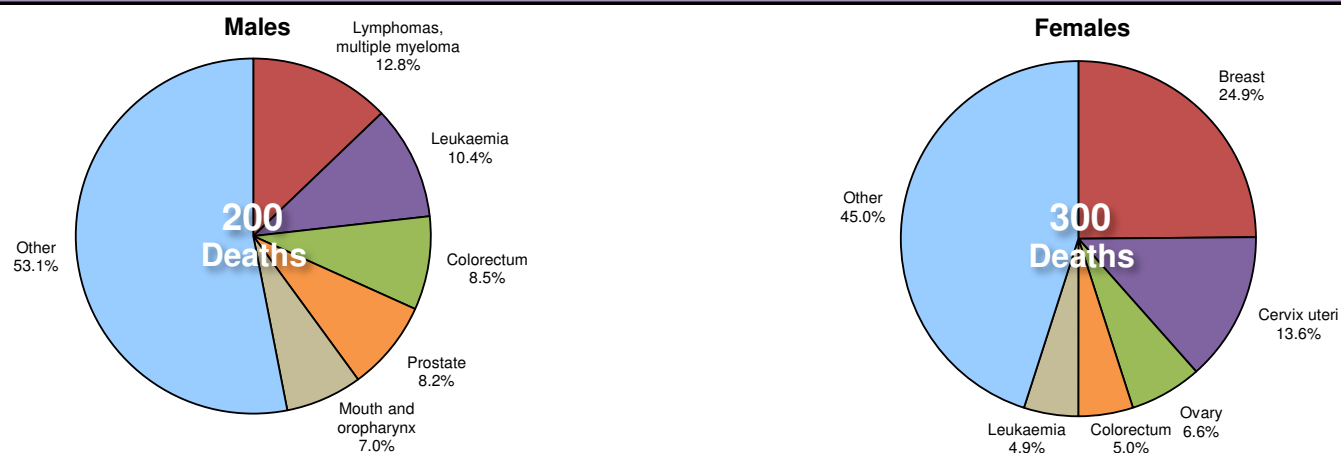 Males
Lymphomas,
multiple myeloma
12.8%
Leukaemia
10.4%
Colorectum
8.5%
Prostate
8.2%
Mouth and
oropharynx
7.0%
Other
53.1%
200
Deaths
Females
Breast
24.9%
Cervix uteri
13.6%
Ovary
6.6%
Colorectum
5.0%
Leukaemia
4.9%
Other
45.0%
300
Deaths